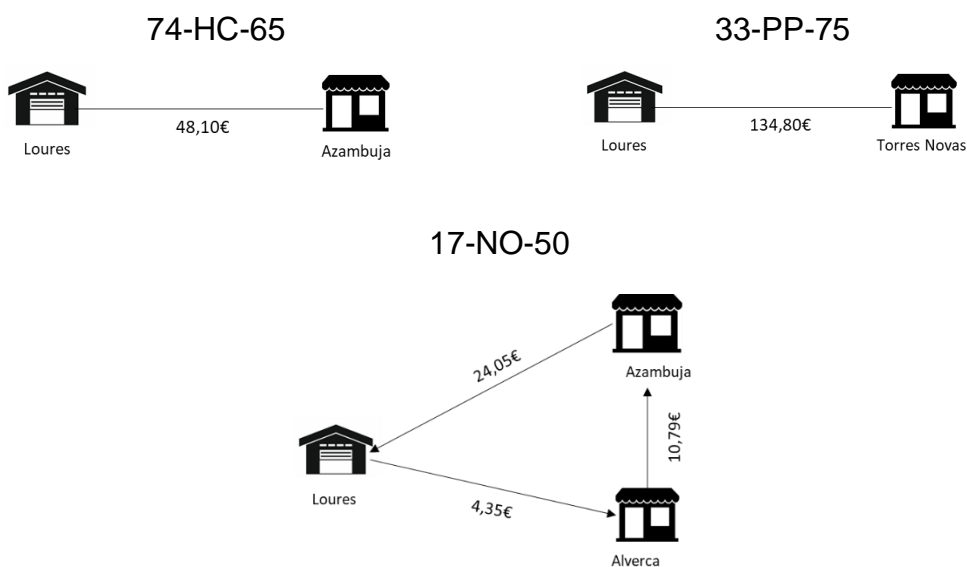 74-HC-65
33-PP-75
48,10€
134,80€
Loures
Azambuja
Loures
Torres Novas
17-NO-50
24,05€
Azambuja
10,79€
Loures
4,35€
Alverca